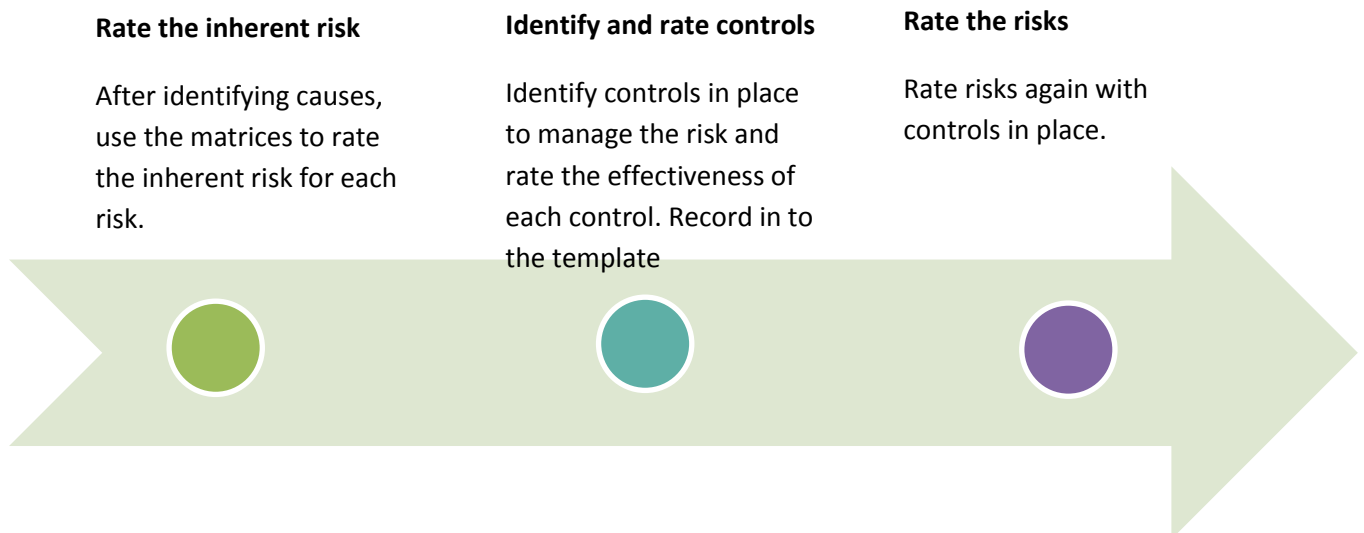 Rate the inherent risk
After identifying causes,
use the matrices to rate
the inherent risk for each
risk.
Identify and rate controls
Identify controls in place
to manage the risk and
rate the effectiveness of
each control. Record in to
the template
Rate the risks
Rate risks again with
controls in place.